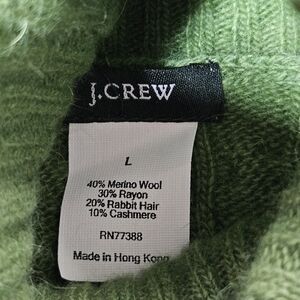 J.CREW
L
40% Merino Wool
30% Rayon
20% Rabbit Hair
10% Cashmere
RN77388
Made in Hong Kong